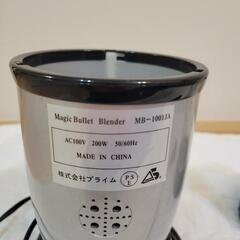 Magic Bullet Blender MB-1001JA
AC100V 200W 50/60Hz
MADE IN CHINA
株式会社プライム
P S
E